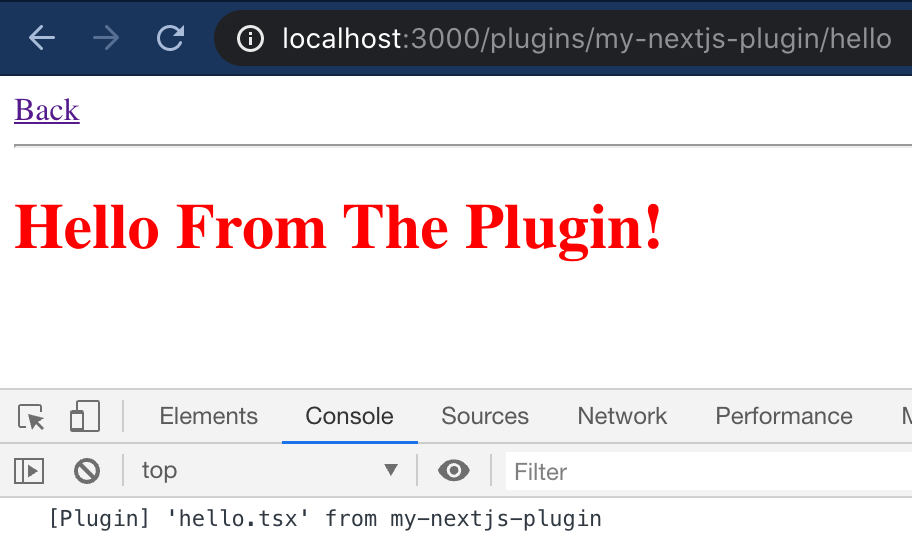 localhost:3000/plugins/my-nextjs-plugin/hello
Back
Hello From The Plugin!
Elements Console Sources Network Performance
top Filter
[Plugin] 'hello.tsx' from my-nextjs-plugin